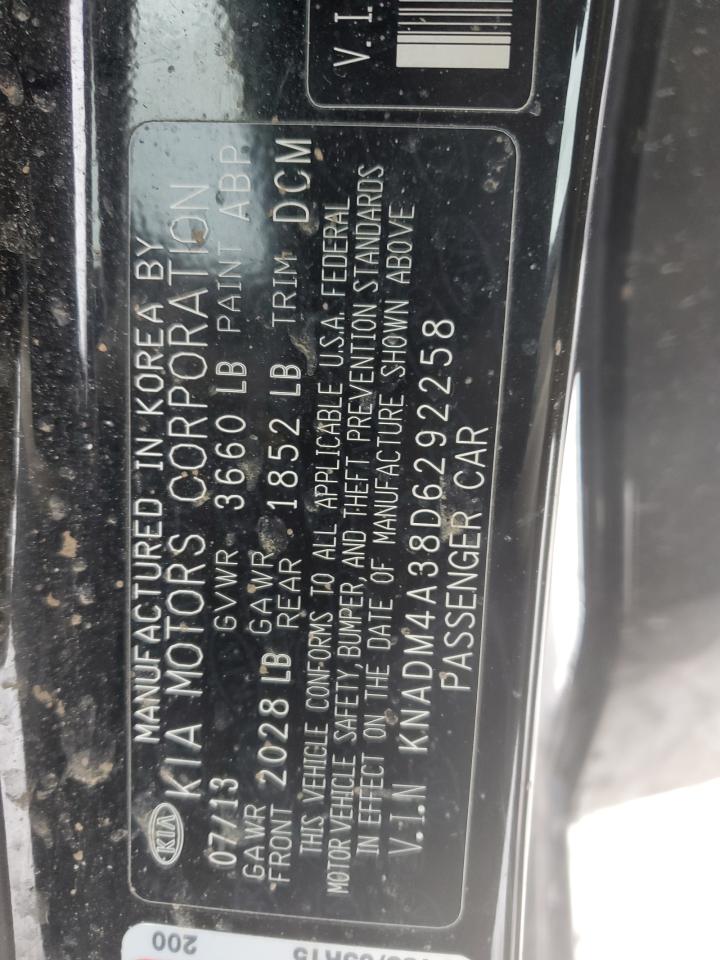 V.I.
MANUFACTURED IN KOREA BY
KIA KIA MOTORS CORPORATION
07/13 GVWR 3660 LB PAINT ABP
GAWR FRONT 2028 LB GAWR REAR 1852 LB TRIM DCM
THIS VEHICLE CONFORMS TO ALL APPLICABLE U.S.A. FEDERAL
MOTOR VEHICLE SAFETY, BUMPER, AND THEFT PREVENTION STANDARDS
IN EFFECT ON THE DATE OF MANUFACTURE SHOWN ABOVE
V.I.N KNADM4A38D6292258
PASSENGER CAR
200